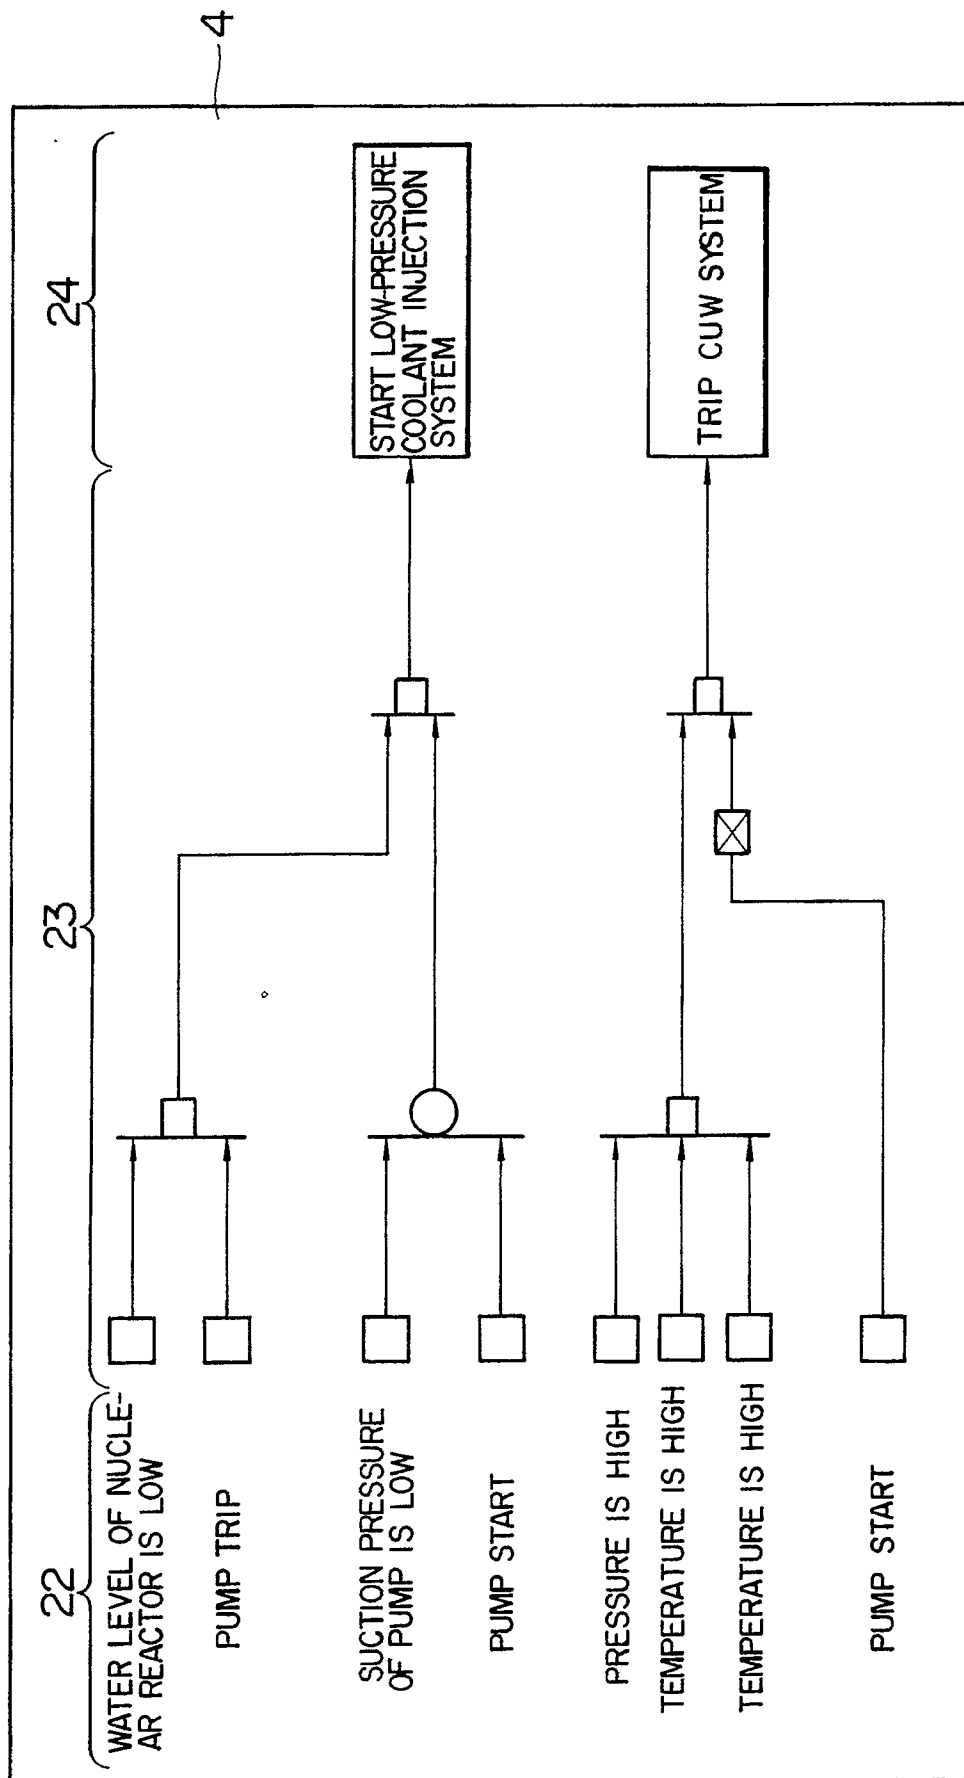 4
22
23
24
WATER LEVEL OF NUCLE-
AR REACTOR IS LOW
PUMP TRIP
SUCTION PRESSURE
OF PUMP IS LOW
PUMP START
START LOW-PRESSURE
COOLANT INJECTION
SYSTEM
PRESSURE IS HIGH
TEMPERATURE IS HIGH
TEMPERATURE IS HIGH
PUMP START
TRIP CUW SYSTEM